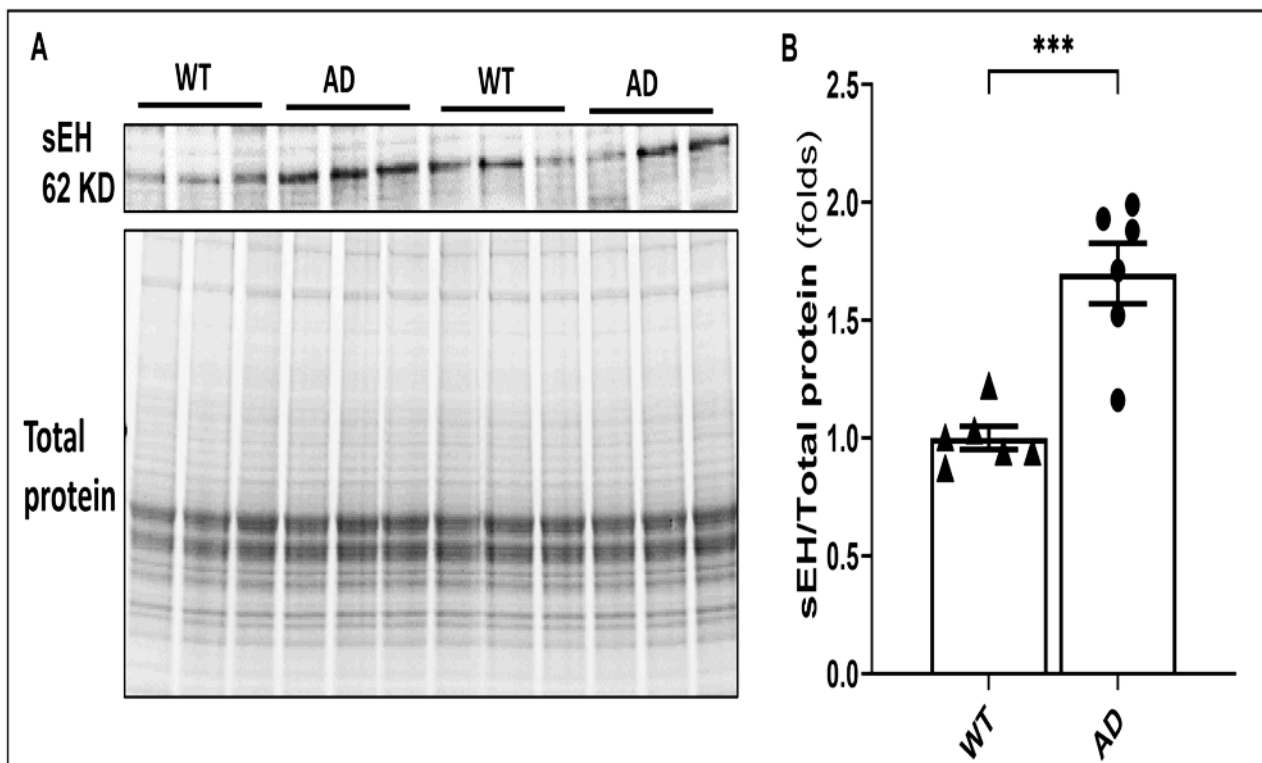 A
WT AD WT AD
sEH
62 KD
Total
protein
B
***
sEH/Total protein (folds)
2.5
2.0
1.5
1.0
0.5
0.0
WT
AD